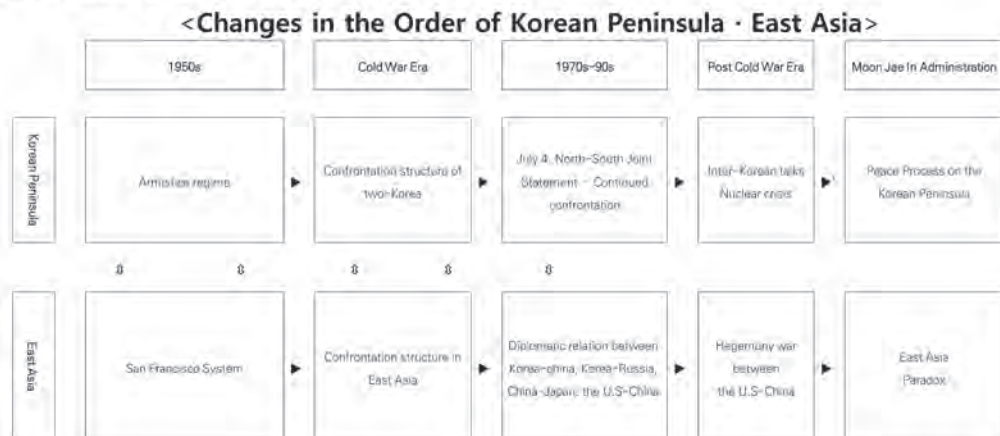 <Changes in the Order of Korean Peninsula · East Asia>
1950s
Cold War Era
1970s-90s
Post Cold War Era
Moon Jae In Administration
Korean Peninsula
Armistice regime
Confrontation structure of
two-Korea
July 4, North-South Joint
Statement - Continued
confrontation
Inter-Korean talks
Nuclear crisis
Peace Process on the
Korean Peninsula
East Asia
San Francisco System
Confrontation structure in
East Asia
Diplomatic relation between
Korea-china, Korea-Russia,
China-Japan, the U.S-China
Hegemony war
between
the U.S-China
East Asia
Paradox